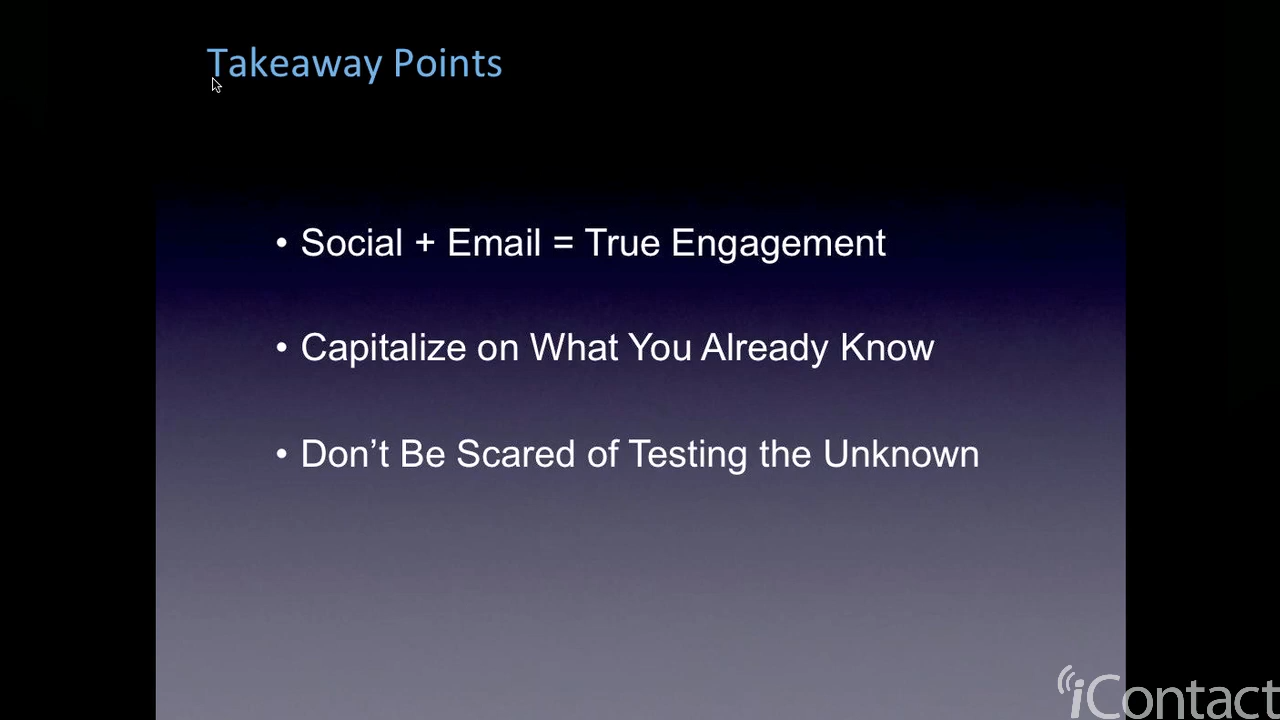 Takeaway Points
• Social + Email = True Engagement
• Capitalize on What You Already Know
• Don’t Be Scared of Testing the Unknown
iContact